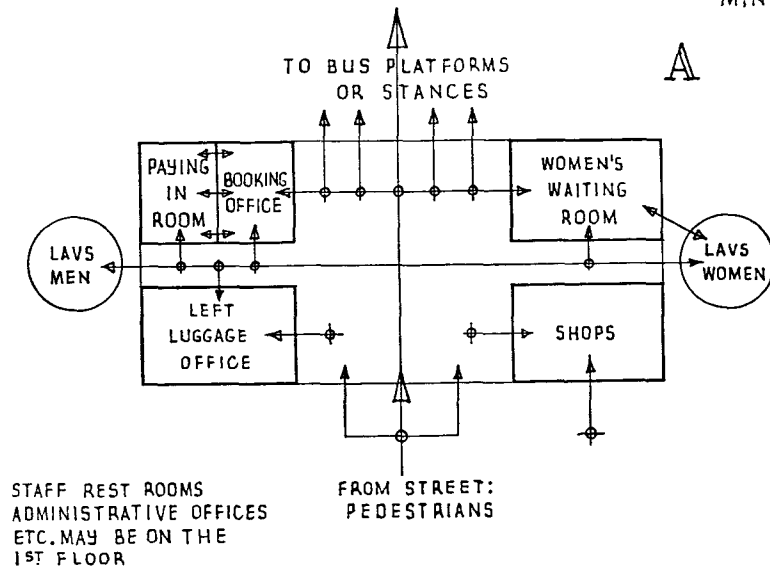 MIN
A
TO BUS PLATFORMS
OR STANCES
PAYING
IN
ROOM
BOOKING
OFFICE
WOMEN'S
WAITING
ROOM
LAVS
MEN
LAVS
WOMEN
LEFT
LUGGAGE
OFFICE
SHOPS
STAFF REST ROOMS
ADMINISTRATIVE OFFICES
ETC. MAY BE ON THE
1ST FLOOR
FROM STREET:
PEDESTRIANS